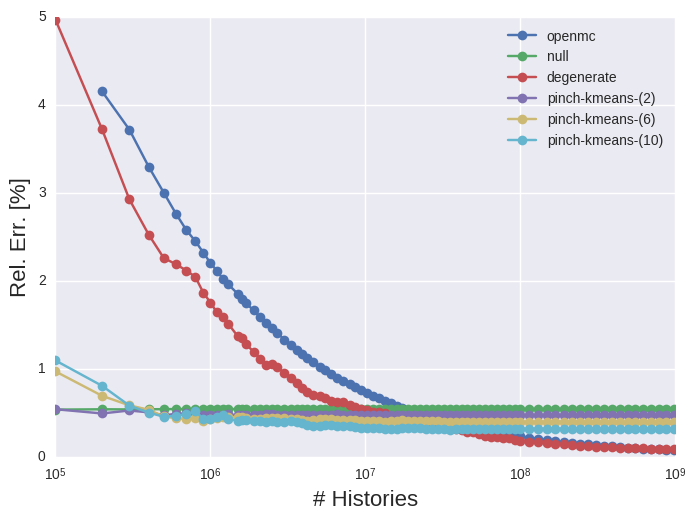 5
4
3
2
1
0
Rel. Err. [%]
10⁵
10⁶
10⁷
10⁸
10⁹
# Histories
openmc
null
degenerate
pinch-kmeans-(2)
pinch-kmeans-(6)
pinch-kmeans-(10)